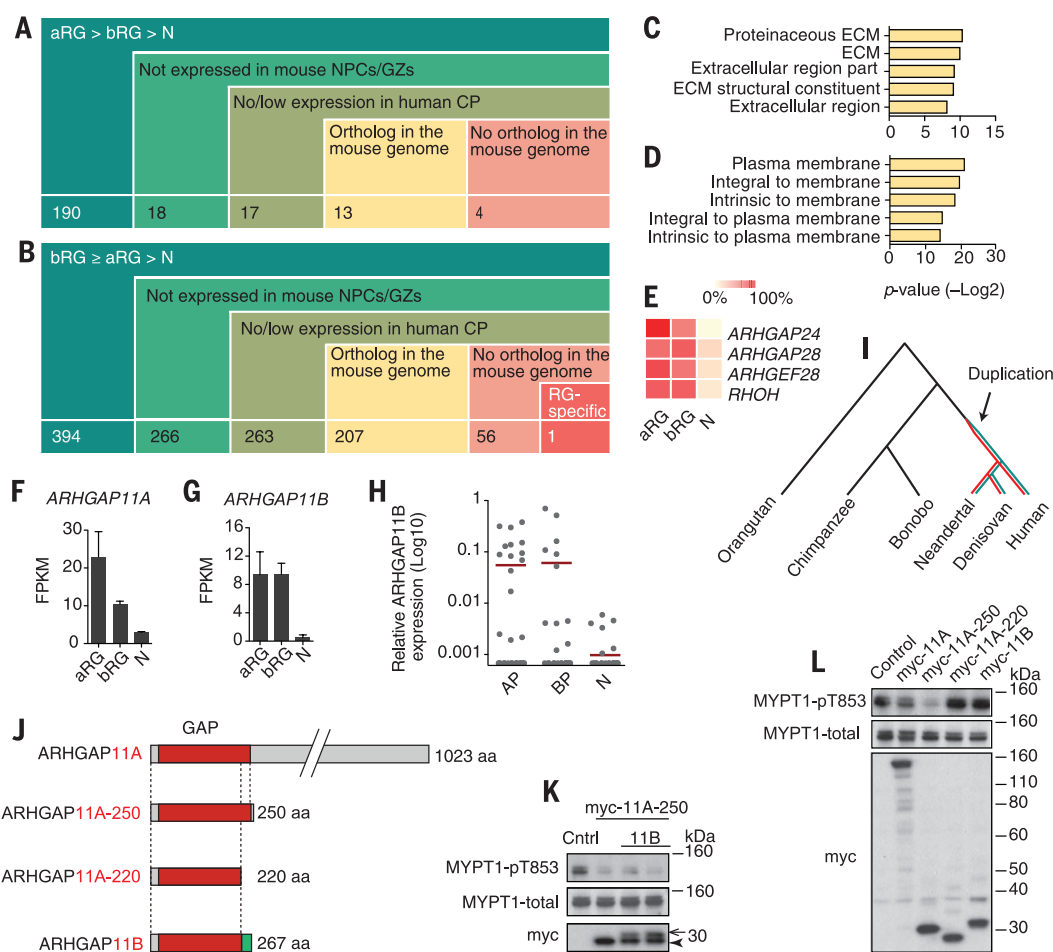 A
aRG > bRG > N
Not expressed in mouse NPCs/GZs
No/low expression in human CP
Ortholog in the mouse genome
No ortholog in the mouse genome
190 18 17 13 4
B
bRG ≥ aRG > N
Not expressed in mouse NPCs/GZs
No/low expression in human CP
Ortholog in the mouse genome
No ortholog in the mouse genome
RG-specific
394 266 263 207 56 1
C
Proteinaceous ECM
ECM
Extracellular region part
ECM structural constituent
Extracellular region
0 5 10 15
D
Plasma membrane
Integral to membrane
Intrinsic to membrane
Integral to plasma membrane
Intrinsic to plasma membrane
0 10 20 30
p-value (–Log2)
E
0% 100%
ARHGAP24
ARHGAP28
ARHGEF28
RHOH
aRG bRG N
F
ARHGAP11A
FPKM
30
20
10
0
aRG bRG N
G
ARHGAP11B
FPKM
16
12
8
4
0
aRG bRG N
H
Relative ARHGAP11B expression (Log10)
1
0.1
0.01
0.001
AP BP N
I
Duplication
Orangutan
Chimpanzee
Bonobo
Neandertal
Denisovan
Human
J
GAP
ARHGAP11A 1023 aa
ARHGAP11A-250 250 aa
ARHGAP11A-220 220 aa
ARHGAP11B 267 aa
K
myc-11A-250
Cntrl 11B kDa
MYPT1-pT853 160
MYPT1-total 160
myc 30
L
Control
myc-11A
myc-11A-250
myc-11A-220
myc-11B
kDa
MYPT1-pT853 160
MYPT1-total 160
myc
160
110
80
60
50
40
30